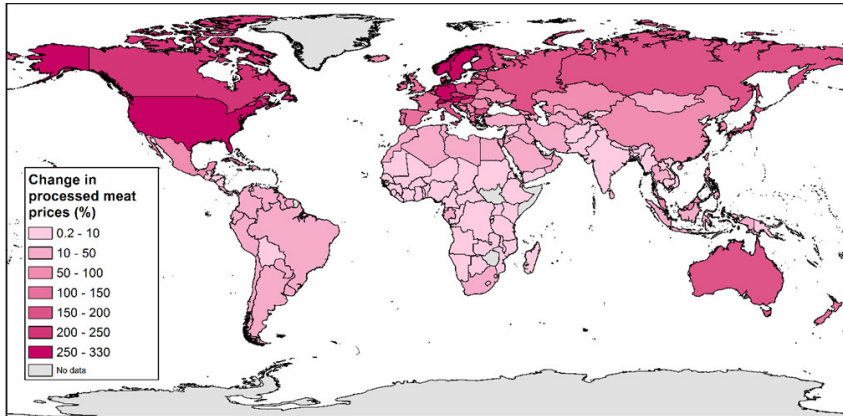 Change in
processed meat
prices (%)
0.2 - 10
10 - 50
50 - 100
100 - 150
150 - 200
200 - 250
250 - 330
No data